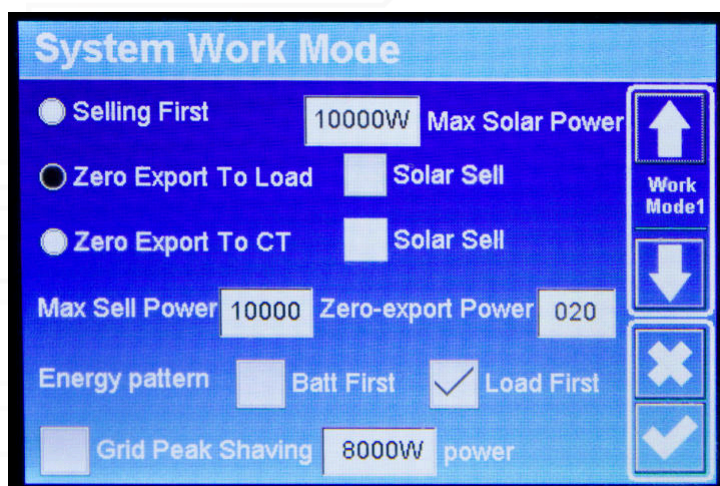 System Work Mode
Selling First 10000W Max Solar Power
Zero Export To Load Solar Sell
Work
Mode1
Zero Export To CT Solar Sell
Max Sell Power 10000 Zero-export Power 020
Energy pattern Batt First Load First
Grid Peak Shaving 8000W power